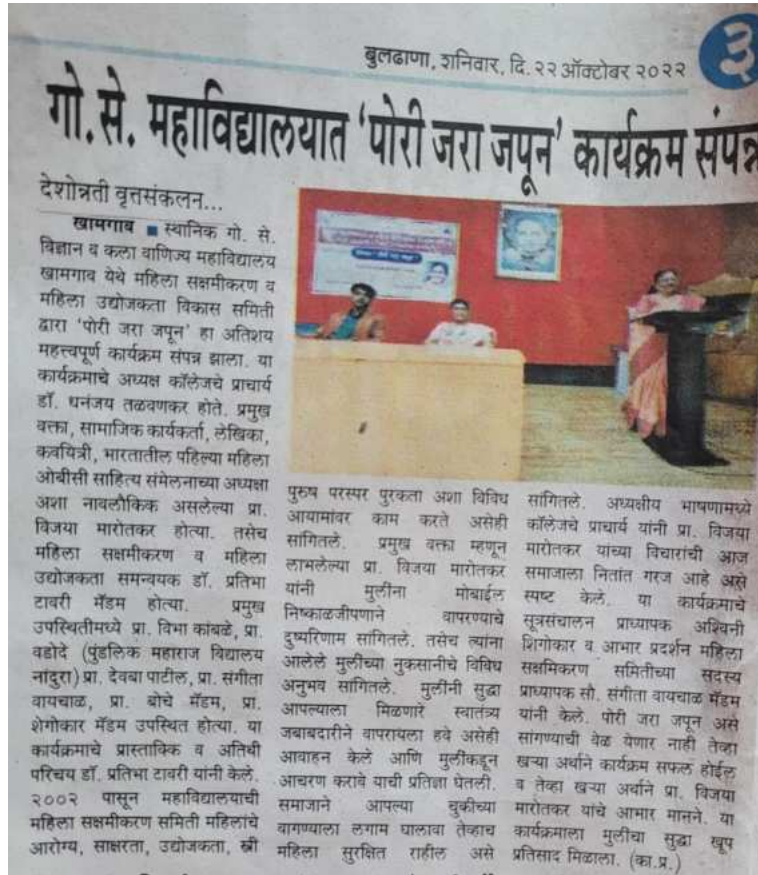 बुलढाणा, शनिवार, दि. २२ ऑक्टोबर २०२२
३
गो. से. महाविद्यालयात 'पोरी जरा जपून' कार्यक्रम संपन्न
देशोन्नती वृत्तसंकलन...
खामगाव ■ स्थानिक गो. से.
विज्ञान व कला वाणिज्य महाविद्यालय
खामगाव येथे महिला सक्षमीकरण व
महिला उद्योजकता विकास समिती
द्वारा 'पोरी जरा जपून' हा अतिशय
महत्त्वपूर्ण कार्यक्रम संपन्न झाला. या
कार्यक्रमाचे अध्यक्ष कॉलेजचे प्राचार्य
डॉ. धनंजय तळवणकर होते. प्रमुख
वक्ता, सामाजिक कार्यकर्ता, लेखिका,
कवयित्री, भारतातील पहिल्या महिला
ओबीसी साहित्य संमेलनाच्या अध्यक्षा
अशा नावलौकिक असलेल्या प्रा.
विजया मारोतकर होत्या. तसेच
महिला सक्षमीकरण व महिला
उद्योजकता समन्वयक डॉ. प्रतिभा
टावरी मॅडम होत्या. प्रमुख
उपस्थितीमध्ये प्रा. विभा कांबळे, प्रा.
वडोदे (पुंडलिक महाराज विद्यालय
नांदुरा) प्रा. देवबा पाटील, प्रा. संगीता
वायचाळ, प्रा. बोचे मॅडम, प्रा.
शेगोकार मॅडम उपस्थित होत्या. या
कार्यक्रमाचे प्रास्ताविक व अतिथी
परिचय डॉ. प्रतिभा टावरी यांनी केले.
२००२ पासून महाविद्यालयाची
महिला सक्षमीकरण समिती महिलांचे
आरोग्य, साक्षरता, उद्योजकता, स्त्री
पुरुष परस्पर पुरकता अशा विविध
आयामांवर काम करते असेही
सांगितले. प्रमुख वक्ता म्हणून
लाभलेल्या प्रा. विजया मारोतकर
यांनी मुलींना मोबाईल
निष्काळजीपणाने वापरण्याचे
दुष्परिणाम सांगितले. तसेच त्यांना
आलेले मुलींच्या नुकसानीचे विविध
अनुभव सांगितले. मुलींनी सुद्धा
आपल्याला मिळणारे स्वातंत्र्य
जबाबदारीने वापरायला हवे असेही
आवाहन केले आणि मुलींकडून
आचरण करावे याची प्रतिज्ञा घेतली.
समाजाने आपल्या चुकीच्या
वागण्याला लगाम घालावा तेव्हाच
महिला सुरक्षित राहील असे
सांगितले. अध्यक्षीय भाषणामध्ये
कॉलेजचे प्राचार्य यांनी प्रा. विजया
मारोतकर यांच्या विचारांची आज
समाजाला नितांत गरज आहे असे
स्पष्ट केले. या कार्यक्रमाचे
सूत्रसंचालन प्राध्यापक अश्विनी
शिगोकार व आभार प्रदर्शन महिला
सक्षमिकरण समितीच्या सदस्य
प्राध्यापक सौ. संगीता वायचाळ मॅडम
यांनी केले. पोरी जरा जपून असे
सांगण्याची वेळ येणार नाही तेव्हा
खऱ्या अर्थाने कार्यक्रम सफल होईल
व तेव्हा खऱ्या अर्थाने प्रा. विजया
मारोतकर यांचे आभार मानने. या
कार्यक्रमाला मुलींचा सुद्धा खूप
प्रतिसाद मिळाला. (का.प्र.)